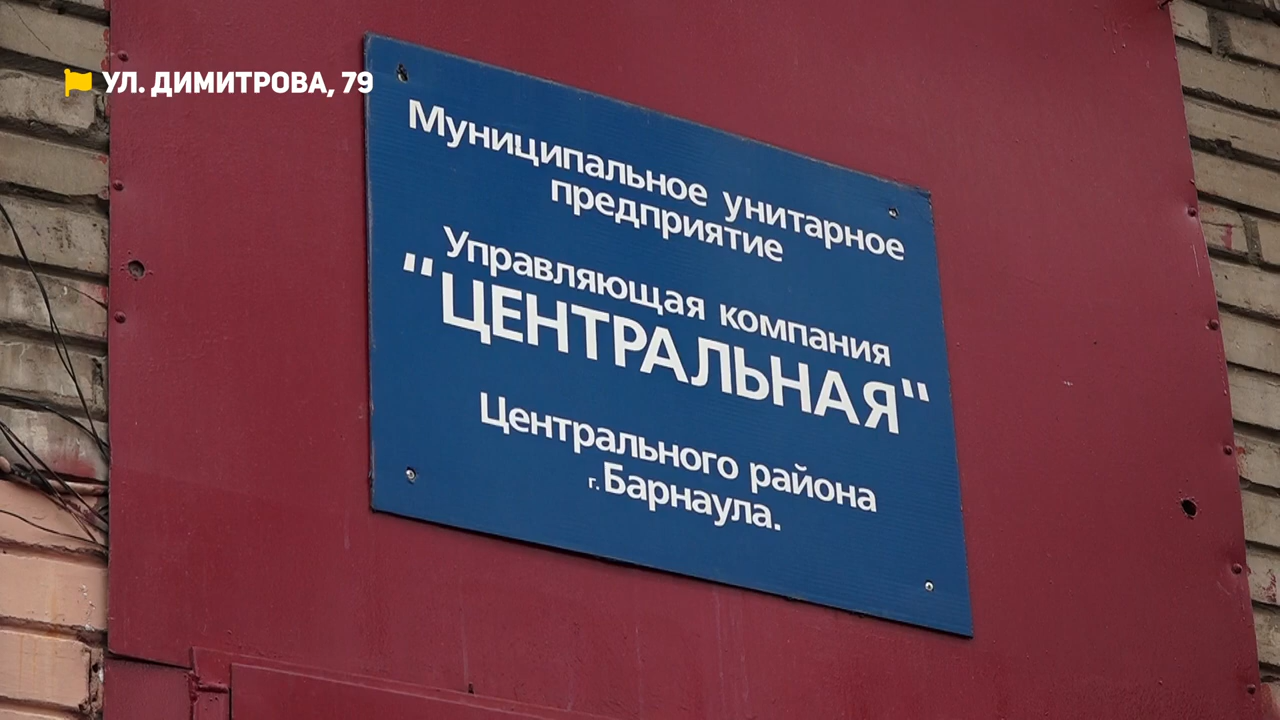 УЛ. ДИМИТРОВА, 79
Муниципальное унитарное
предприятие
Управляющая компания
"ЦЕНТРАЛЬНАЯ"
Центрального района
г. Барнаула.